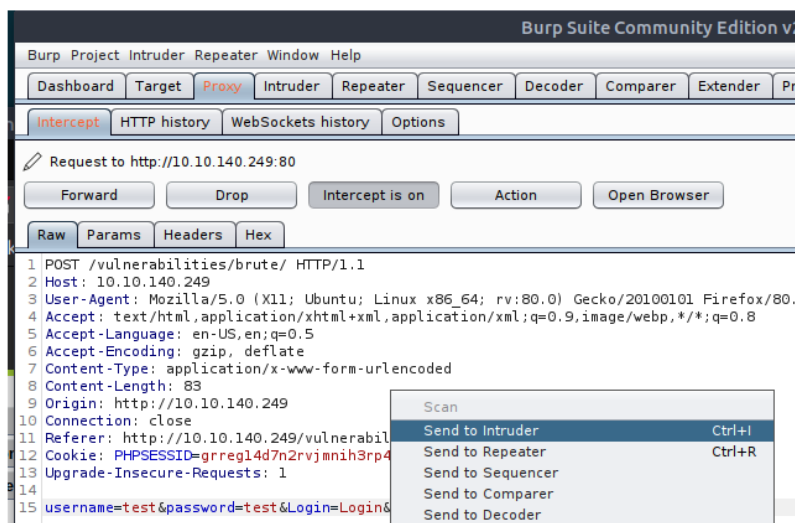 Burp Suite Community Edition
Burp Project Intruder Repeater Window Help
Dashboard Target Proxy Intruder Repeater Sequencer Decoder Comparer Extender
Intercept HTTP history WebSockets history Options
Request to http://10.10.140.249:80
Forward Drop Intercept is on Action Open Browser
Raw Params Headers Hex
1 POST /vulnerabilities/brute/ HTTP/1.1
2 Host: 10.10.140.249
3 User-Agent: Mozilla/5.0 (X11; Ubuntu; Linux x86_64; rv:80.0) Gecko/20100101 Firefox/80.
4 Accept: text/html,application/xhtml+xml,application/xml;q=0.9,image/webp,*/*;q=0.8
5 Accept-Language: en-US,en;q=0.5
6 Accept-Encoding: gzip, deflate
7 Content-Type: application/x-www-form-urlencoded
8 Content-Length: 83
9 Origin: http://10.10.140.249
10 Connection: close
11 Referer: http://10.10.140.249/vulnerabil
12 Cookie: PHPSESSID=grregl4d7n2rvjmnih3rp4
13 Upgrade-Insecure-Requests: 1
14
15 username=test&password=test&Login=Login&
Scan
Send to Intruder Ctrl+I
Send to Repeater Ctrl+R
Send to Sequencer
Send to Comparer
Send to Decoder